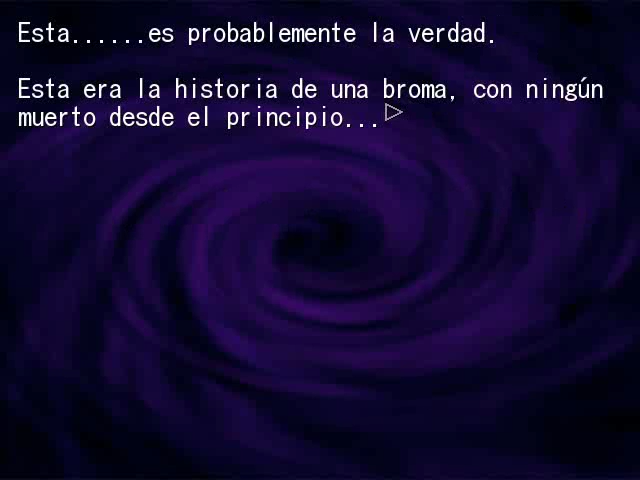 Esta......es probablemente la verdad.
Esta era la historia de una broma, con ningún
muerto desde el principio...